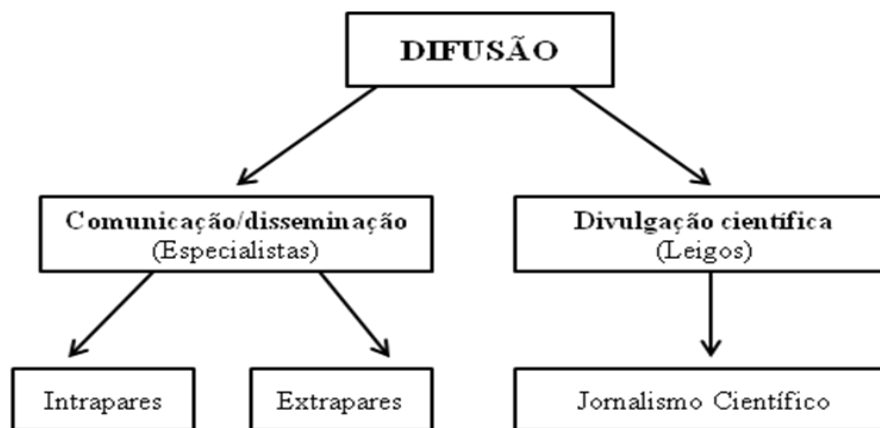 DIFUSÃO
Comunicação/disseminação
(Especialistas)
Divulgação científica
(Leigos)
Intrapares
Extrapares
Jornalismo Científico